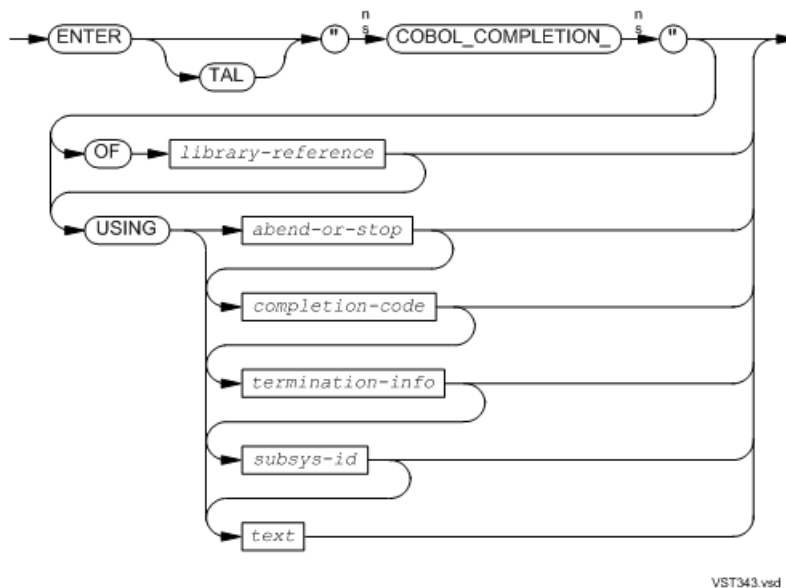 ENTER
TAL
"
n
s
COBOL_COMPLETION_
n
s
"
OF
library-reference
USING
abend-or-stop
completion-code
termination-info
subsys-id
text
VST343.vsd